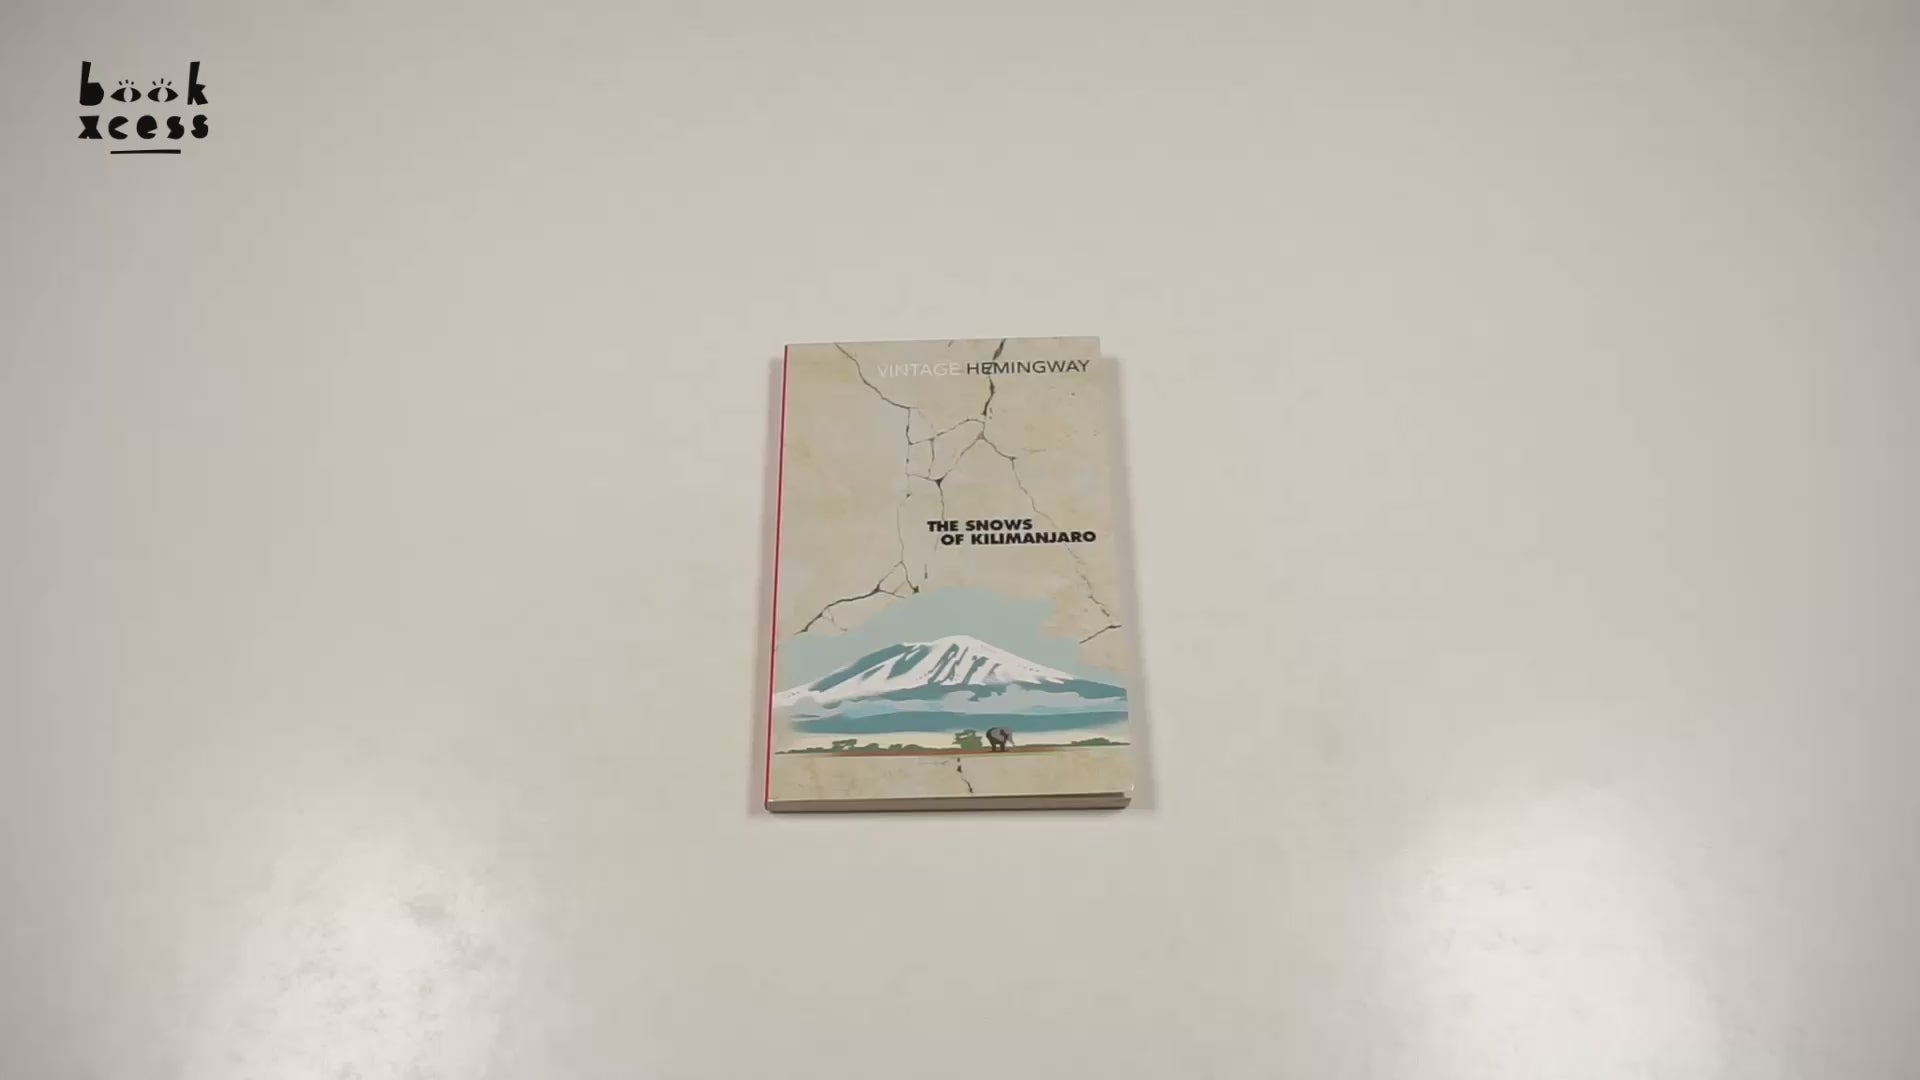 book
xcess
VINTAGE HEMINGWAY
THE SNOWS
OF KILIMANJARO